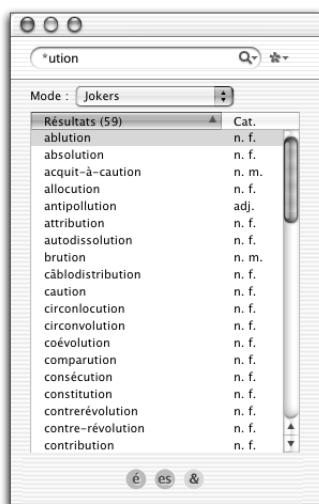 *ution
Mode : Jokers
Résultats (59) Cat.
ablution n. f.
absolution n. f.
acquit-à-caution n. m.
allocution n. f.
antipollution adj.
attribution n. f.
autodissolution n. f.
brution n. m.
câblodistribution n. f.
caution n. f.
circonlocution n. f.
circonvolution n. f.
coévolution n. f.
comparution n. f.
consécution n. f.
constitution n. f.
contrerévolution n. f.
contre-révolution n. f.
contribution n. f.
é es &